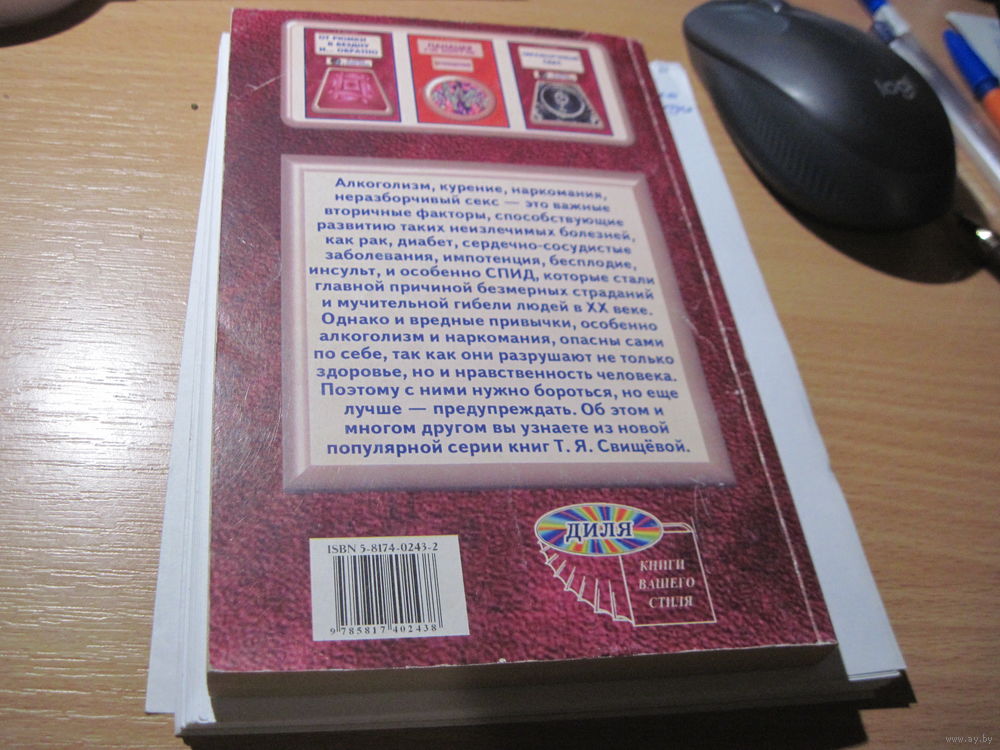 ОТ РЮМКИ
В БЕЗДНУ
И... ОБРАТНО
Алкоголизм, курение, наркомания,
неразборчивый секс — это важные
вторичные факторы, способствующие
развитию таких неизлечимых болезней,
как рак, диабет, сердечно-сосудистые
заболевания, импотенция, бесплодие,
инсульт, и особенно СПИД, которые стали
главной причиной безмерных страданий
и мучительной гибели людей в XX веке.
Однако и вредные привычки, особенно
алкоголизм и наркомания, опасны сами
по себе, так как они разрушают не только
здоровье, но и нравственность человека.
Поэтому с ними нужно бороться, но еще
лучше — предупреждать. Об этом и
многом другом вы узнаете из новой
популярной серии книг Т. Я. Свищёвой.
ISBN 5-8174-0243-2
9 785817 402438
ДИЛЯ
КНИГИ
ВАШЕГО
СТИЛЯ
logi
www.ay.by